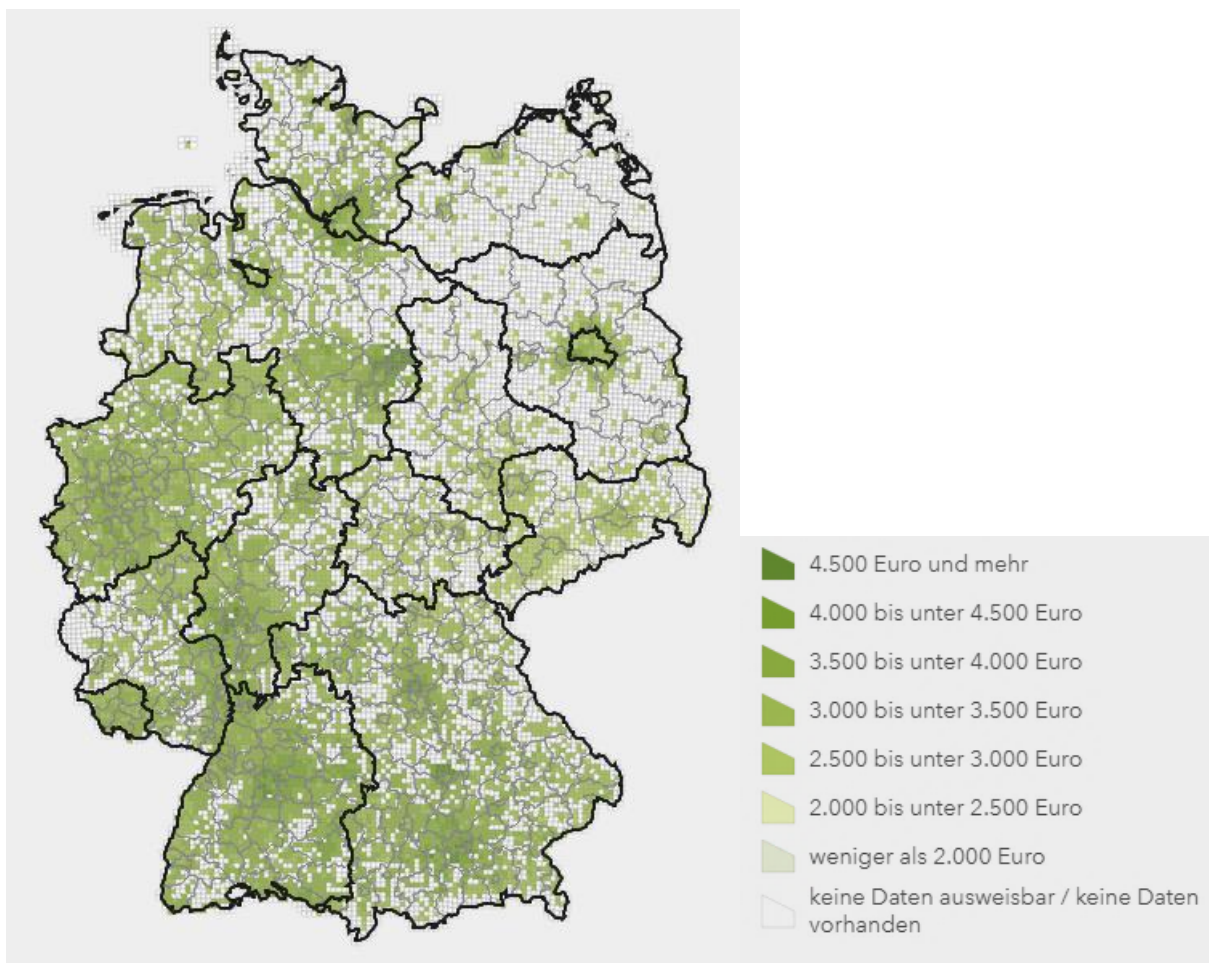 4.500 Euro und mehr
4.000 bis unter 4.500 Euro
3.500 bis unter 4.000 Euro
3.000 bis unter 3.500 Euro
2.500 bis unter 3.000 Euro
2.000 bis unter 2.500 Euro
weniger als 2.000 Euro
keine Daten ausweisbar / keine Daten
vorhanden